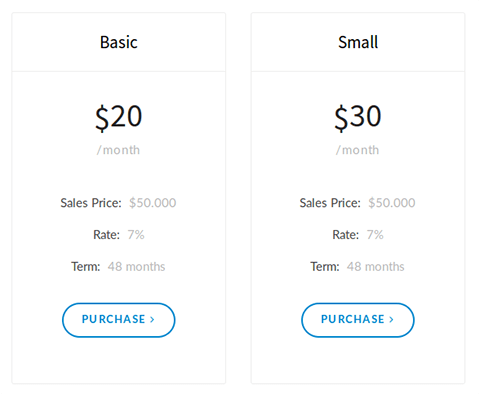 Basic
$20
/month
Sales Price: $50.000
Rate: 7%
Term: 48 months
PURCHASE >
Small
$30
/month
Sales Price: $50.000
Rate: 7%
Term: 48 months
PURCHASE >